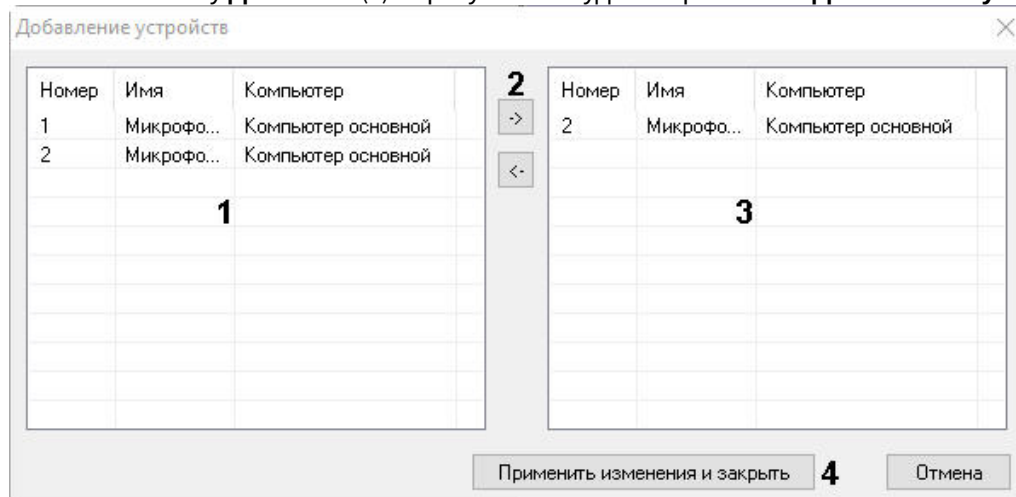 Добавление устройств
Номер Имя Компьютер 2 Номер Имя Компьютер
1 Микрофо... Компьютер основной -> 2 Микрофо... Компьютер основной
2 Микрофо... Компьютер основной <-
1 3
Применить изменения и закрыть 4 Отмена